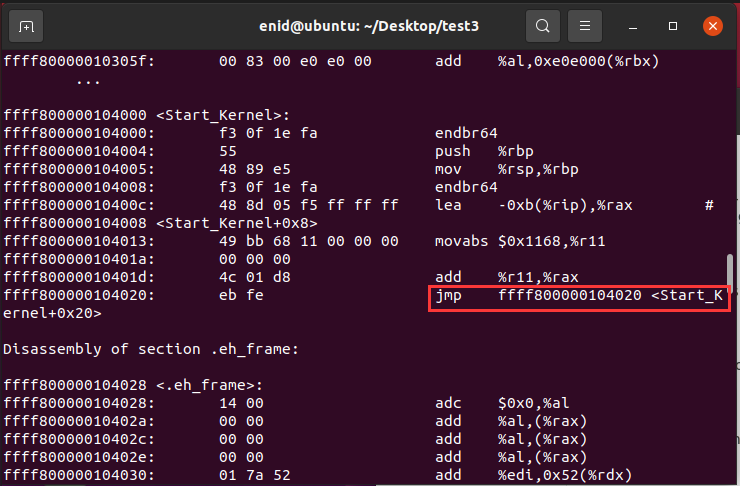 enid@ubuntu: ~/Desktop/test3
ffff80000010305f: 00 83 00 e0 e0 00 add %al,0xe0e000(%rbx)
...
ffff800000104000 <Start_Kernel>:
ffff800000104000: f3 0f 1e fa endbr64
ffff800000104004: 55 push %rbp
ffff800000104005: 48 89 e5 mov %rsp,%rbp
ffff800000104008: f3 0f 1e fa endbr64
ffff80000010400c: 48 8d 05 f5 ff ff ff lea -0xb(%rip),%rax #
ffff800000104008 <Start_Kernel+0x8>
ffff800000104013: 49 bb 68 11 00 00 00 movabs $0x1168,%r11
ffff80000010401a: 00 00 00
ffff80000010401d: 4c 01 d8 add %r11,%rax
ffff800000104020: eb fe jmp ffff800000104020 <Start_K
ernel+0x20>
Disassembly of section .eh_frame:
ffff800000104028 <.eh_frame>:
ffff800000104028: 14 00 adc $0x0,%al
ffff80000010402a: 00 00 add %al,(%rax)
ffff80000010402c: 00 00 add %al,(%rax)
ffff80000010402e: 00 00 add %al,(%rax)
ffff800000104030: 01 7a 52 add %edi,0x52(%rdx)